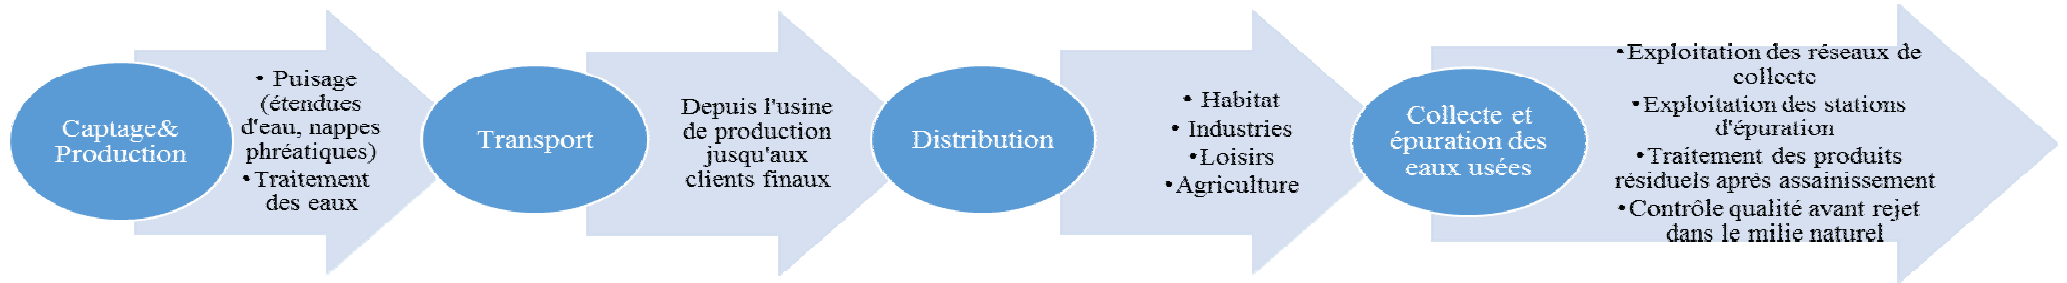 Captage&
Production
• Puisage
(étendues
d'eau, nappes
phréatiques)
•Traitement
des eaux
Transport
Depuis l'usine
de production
jusqu'aux
clients finaux
Distribution
• Habitat
• Industries
•Loisirs
•Agriculture
Collecte et
épuration des
eaux usées
•Exploitation des réseaux de
collecte
•Exploitation des stations
d'épuration
•Traitement des produits
résiduels après assainissement
•Contrôle qualité avant rejet
dans le milie naturel